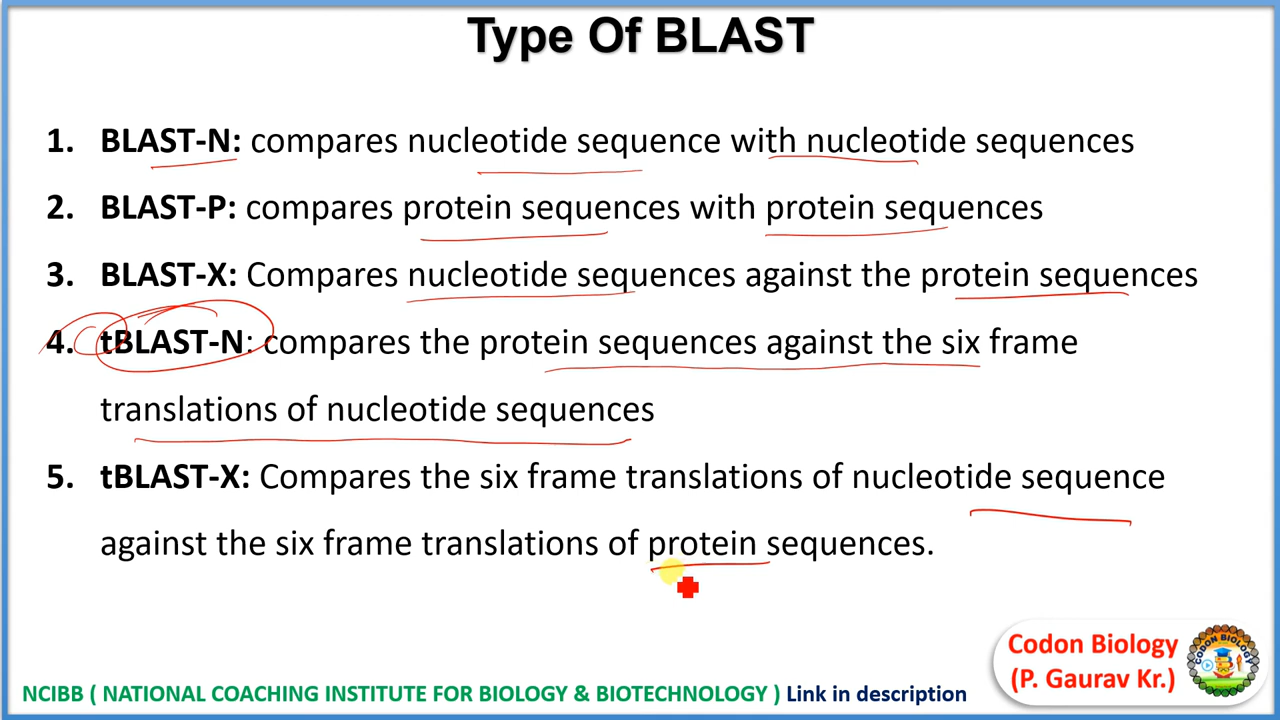 Type Of BLAST
1. BLAST-N: compares nucleotide sequence with nucleotide sequences
2. BLAST-P: compares protein sequences with protein sequences
3. BLAST-X: Compares nucleotide sequences against the protein sequences
4. tBLAST-N: compares the protein sequences against the six frame
translations of nucleotide sequences
5. tBLAST-X: Compares the six frame translations of nucleotide sequence
against the six frame translations of protein sequences.
Codon Biology
(P. Gaurav Kr.)
CODON BIOLOGY
NCIBB ( NATIONAL COACHING INSTITUTE FOR BIOLOGY & BIOTECHNOLOGY ) Link in description